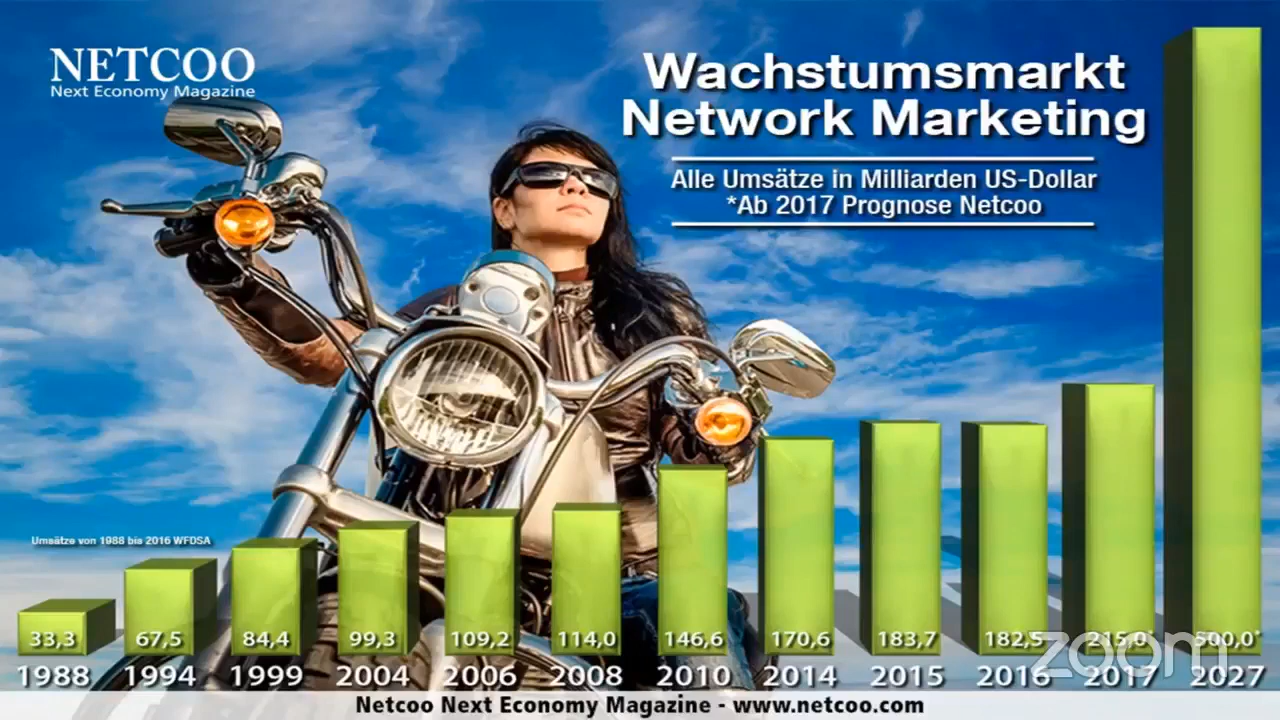 NETCOO
Next Economy Magazine
Wachstumsmarkt
Network Marketing
Alle Umsätze in Milliarden US-Dollar
*Ab 2017 Prognose Netcoo
Umsätze von 1988 bis 2016 WFDSA
33,3 67,5 84,4 99,3 109,2 114,0 146,6 170,6 183,7 182,5 215,0* 500,0*
1988 1994 1999 2004 2006 2008 2010 2014 2015 2016 2017 2027
zoom
Netcoo Next Economy Magazine - www.netcoo.com